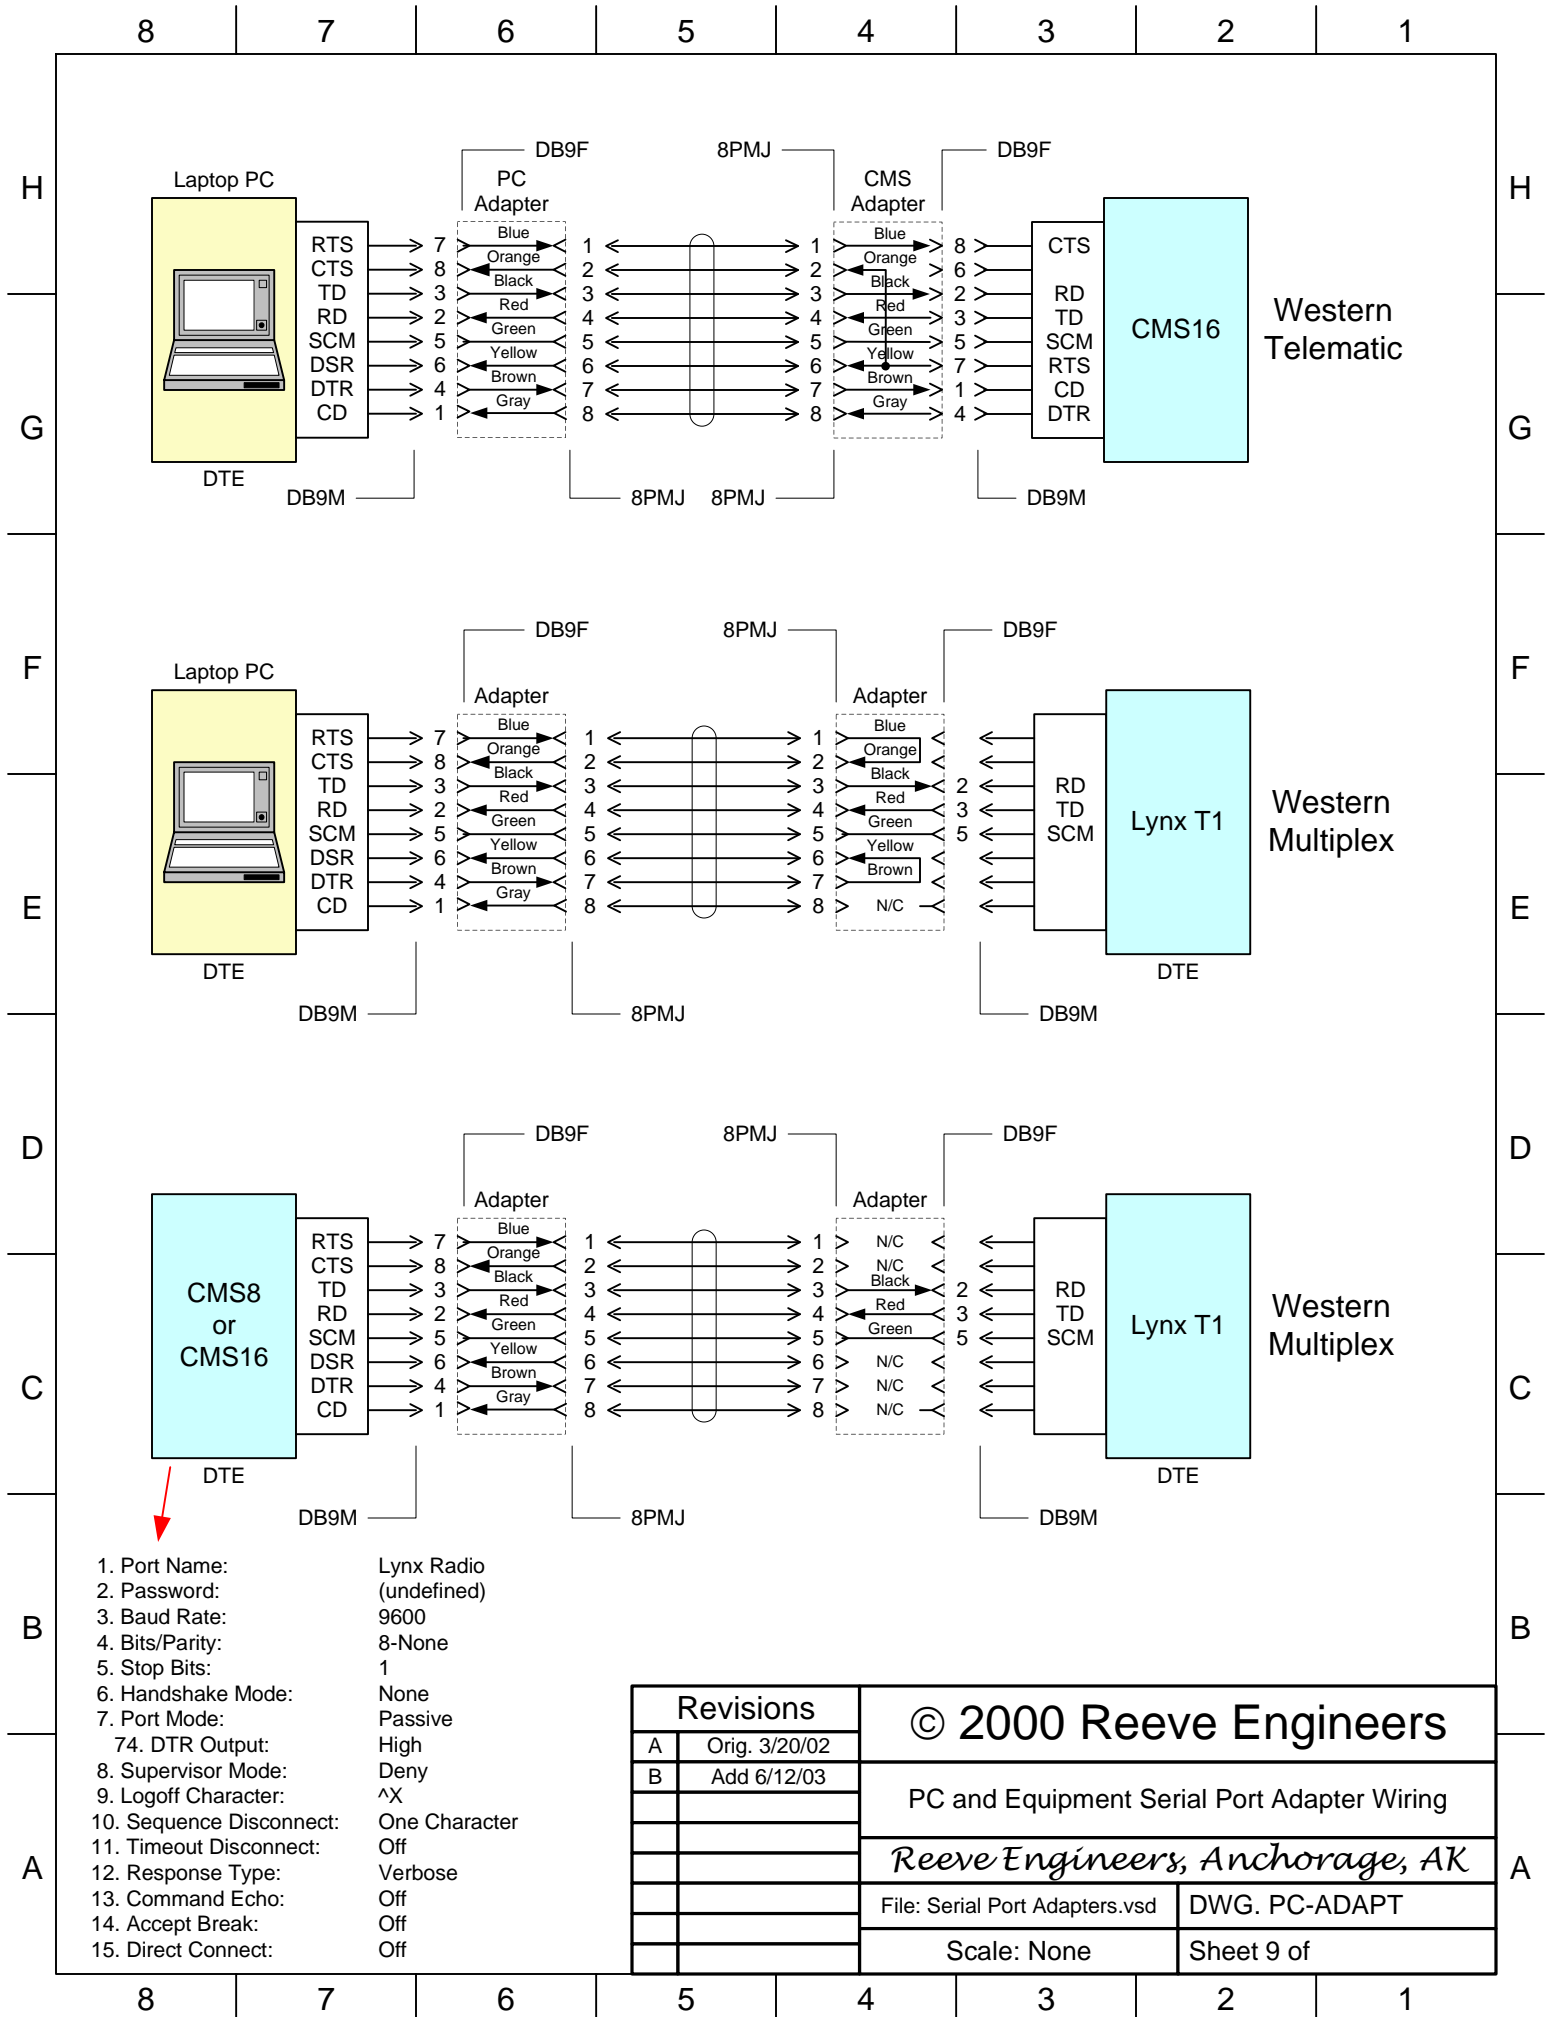 8 7 6 5 4 3 2 1
H H
G G
F F
E E
D D
C C
B B
A A
DB9F 8PMJ DB9F
Laptop PC PC CMS
Adapter Adapter
RTS 7 Blue 1 1 Blue 8 CTS
CTS 8 Orange 2 2 Orange 6
TD 3 Black 3 3 Black 2 RD
RD 2 Red 4 4 Red 3 TD
SCM 5 Green 5 5 Green 5 SCM
DSR 6 Yellow 6 6 Yellow 7 RTS
DTR 4 Brown 7 7 Brown 1 CD
CD 1 Gray 8 8 Gray 4 DTR
CMS16
Western
Telematic
DTE
DB9M 8PMJ 8PMJ DB9M
DB9F 8PMJ DB9F
Laptop PC
Adapter Adapter
RTS 7 Blue 1 1 Blue
CTS 8 Orange 2 2 Orange
TD 3 Black 3 3 Black 2 RD
RD 2 Red 4 4 Red 3 TD
SCM 5 Green 5 5 Green 5 SCM
DSR 6 Yellow 6 6 Yellow
DTR 4 Brown 7 7 Brown
CD 1 Gray 8 8 N/C
Lynx T1
Western
Multiplex
DTE DTE
DB9M 8PMJ DB9M
DB9F 8PMJ DB9F
Adapter Adapter
CMS8
or
CMS16
RTS 7 Blue 1 1 N/C
CTS 8 Orange 2 2 N/C
TD 3 Black 3 3 Black 2 RD
RD 2 Red 4 4 Red 3 TD
SCM 5 Green 5 5 Green 5 SCM
DSR 6 Yellow 6 6 N/C
DTR 4 Brown 7 7 N/C
CD 1 Gray 8 8 N/C
Lynx T1
Western
Multiplex
DTE DTE
DB9M 8PMJ DB9M
1. Port Name: Lynx Radio
2. Password: (undefined)
3. Baud Rate: 9600
4. Bits/Parity: 8-None
5. Stop Bits: 1
6. Handshake Mode: None
7. Port Mode: Passive
74. DTR Output: High
8. Supervisor Mode: Deny
9. Logoff Character: ^X
10. Sequence Disconnect: One Character
11. Timeout Disconnect: Off
12. Response Type: Verbose
13. Command Echo: Off
14. Accept Break: Off
15. Direct Connect: Off
Revisions
A Orig. 3/20/02
B Add 6/12/03
© 2000 Reeve Engineers
PC and Equipment Serial Port Adapter Wiring
Reeve Engineers, Anchorage, AK
File: Serial Port Adapters.vsd DWG. PC-ADAPT
Scale: None Sheet 9 of
8 7 6 5 4 3 2 1